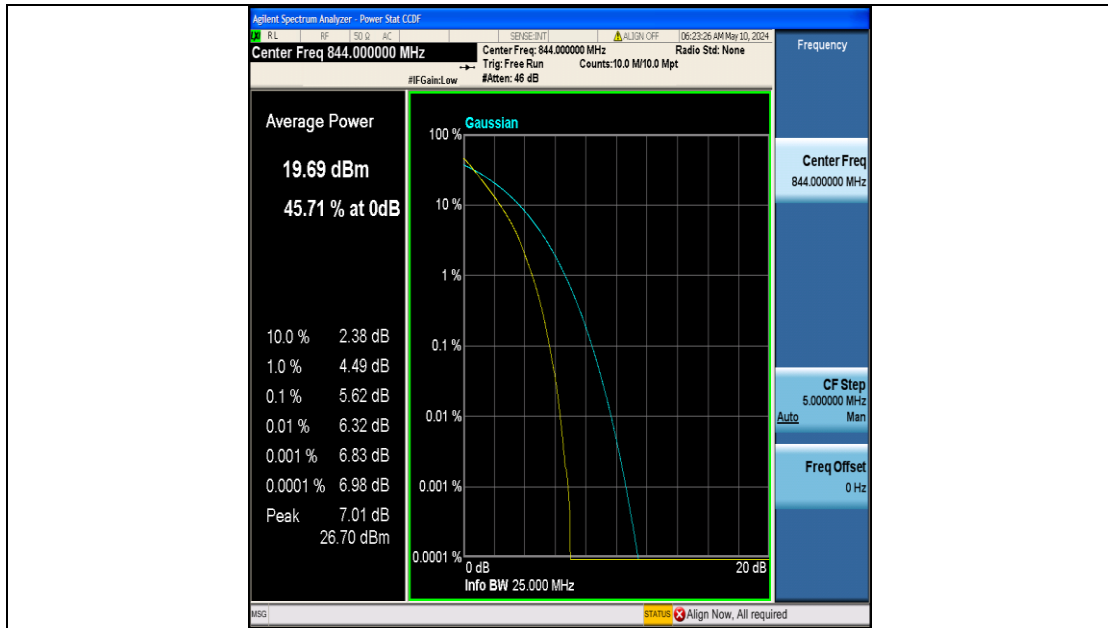 Agilent Spectrum Analyzer - Power Stat CCDF
RL RF 50 Ω AC SENSE:INT ALIGN OFF 06:23:26 AM May 10, 2024
Center Freq 844.000000 MHz
Center Freq: 844.000000 MHz Radio Std: None
Trig: Free Run Counts:10.0 M/10.0 Mpt
#IFGain:Low #Atten: 46 dB
Frequency
Average Power
19.69 dBm
45.71 % at 0dB
10.0 % 2.38 dB
1.0 % 4.49 dB
0.1 % 5.62 dB
0.01 % 6.32 dB
0.001 % 6.83 dB
0.0001 % 6.98 dB
Peak 7.01 dB
26.70 dBm
Gaussian
100 %
10 %
1 %
0.1 %
0.01 %
0.001 %
0.0001 %
0 dB 20 dB
Info BW 25.000 MHz
Center Freq
844.000000 MHz
CF Step
5.000000 MHz
Auto Man
Freq Offset
0 Hz
MSG STATUS Align Now, All required